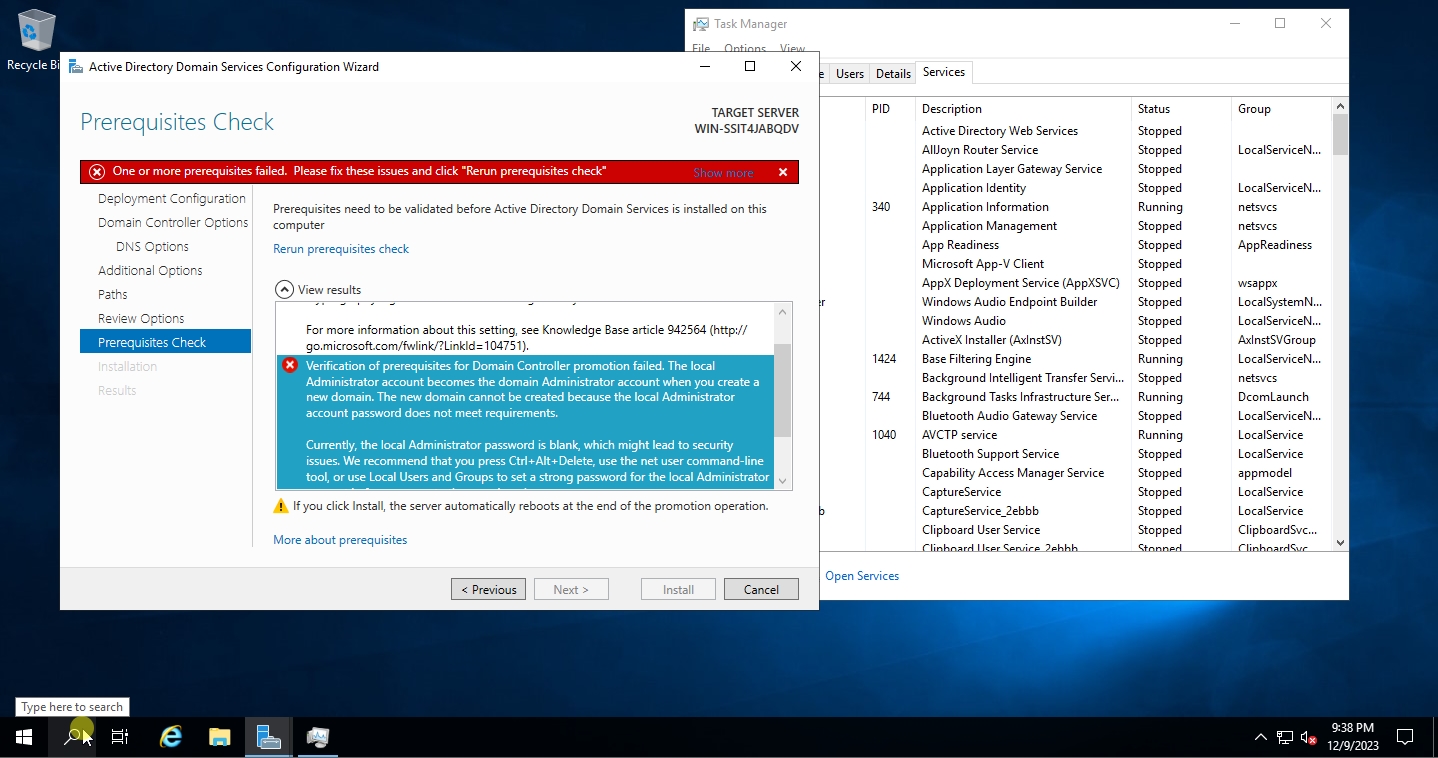 Recycle Bi
Task Manager
File Options View
Active Directory Domain Services Configuration Wizard
e Users Details Services
Prerequisites Check
TARGET SERVER
WIN-SSIT4JABQDV
One or more prerequisites failed. Please fix these issues and click "Rerun prerequisites check"
Show more
Deployment Configuration
Domain Controller Options
DNS Options
Additional Options
Paths
Review Options
Prerequisites Check
Installation
Results
Prerequisites need to be validated before Active Directory Domain Services is installed on this
computer
Rerun prerequisites check
View results
For more information about this setting, see Knowledge Base article 942564 (http://
go.microsoft.com/fwlink/?LinkId=104751).
Verification of prerequisites for Domain Controller promotion failed. The local
Administrator account becomes the domain Administrator account when you create a
new domain. The new domain cannot be created because the local Administrator
account password does not meet requirements.
Currently, the local Administrator password is blank, which might lead to security
issues. We recommend that you press Ctrl+Alt+Delete, use the net user command-line
tool, or use Local Users and Groups to set a strong password for the local Administrator
If you click Install, the server automatically reboots at the end of the promotion operation.
More about prerequisites
< Previous
Next >
Install
Cancel
PID Description Status Group
Active Directory Web Services Stopped
AllJoyn Router Service Stopped LocalServiceN...
Application Layer Gateway Service Stopped
Application Identity Stopped LocalServiceN...
340 Application Information Running netsvcs
Application Management Stopped netsvcs
App Readiness Stopped AppReadiness
Microsoft App-V Client Stopped
AppX Deployment Service (AppXSVC) Stopped wsappx
er Windows Audio Endpoint Builder Stopped LocalSystemN...
Windows Audio Stopped LocalServiceN...
ActiveX Installer (AxInstSV) Stopped AxInstSVGroup
1424 Base Filtering Engine Running LocalServiceN...
Background Intelligent Transfer Servi... Stopped netsvcs
744 Background Tasks Infrastructure Ser... Running DcomLaunch
Bluetooth Audio Gateway Service Stopped LocalServiceN...
1040 AVCTP service Running LocalService
Bluetooth Support Service Stopped LocalService
Capability Access Manager Service Stopped appmodel
CaptureService Stopped LocalService
b CaptureService_2ebbb Stopped LocalService
Clipboard User Service Stopped ClipboardSvc...
Clipboard User Service_2ebbb Stopped ClipboardSvc...
Open Services
Type here to search
9:38 PM
12/9/2023